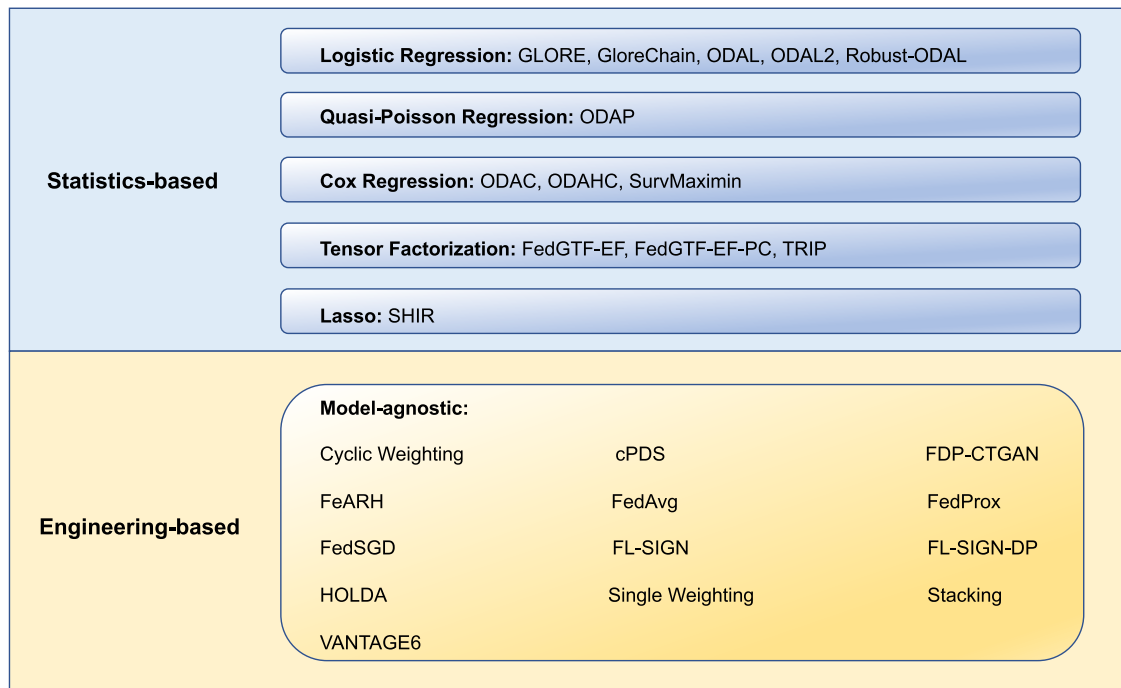 Statistics-based
Logistic Regression: GLORE, GloreChain, ODAL, ODAL2, Robust-ODAL
Quasi-Poisson Regression: ODAP
Cox Regression: ODAC, ODAHC, SurvMaximin
Tensor Factorization: FedGTF-EF, FedGTF-EF-PC, TRIP
Lasso: SHIR
Engineering-based
Model-agnostic:
Cyclic Weighting cPDS FDP-CTGAN
FeARH FedAvg FedProx
FedSGD FL-SIGN FL-SIGN-DP
HOLDA Single Weighting Stacking
VANTAGE6